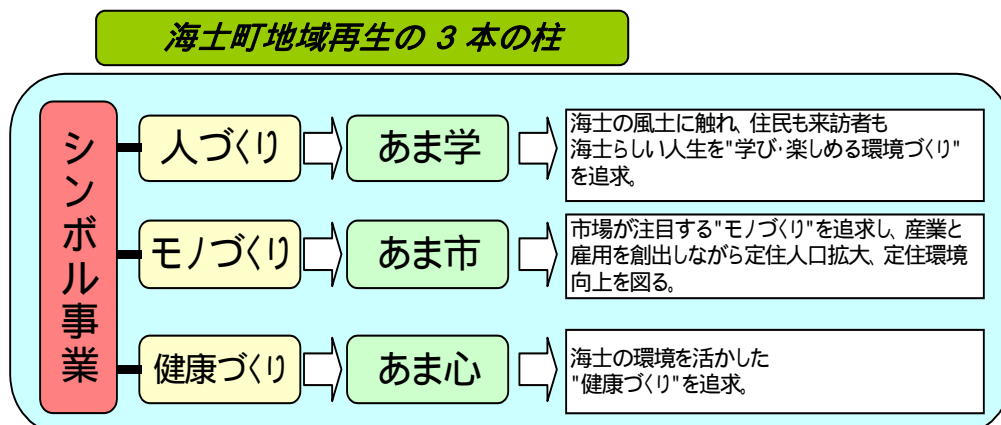 海士町地域再生の3本の柱
シンボル事業
人づくり
あま学
海士の風土に触れ、住民も来訪者も
海士らしい人生を"学び・楽しめる環境づくり"
を追求。
モノづくり
あま市
市場が注目する"モノづくり"を追求し、産業と
雇用を創出しながら定住人口拡大、定住環境
向上を図る。
健康づくり
あま心
海士の環境を活かした
"健康づくり"を追求。